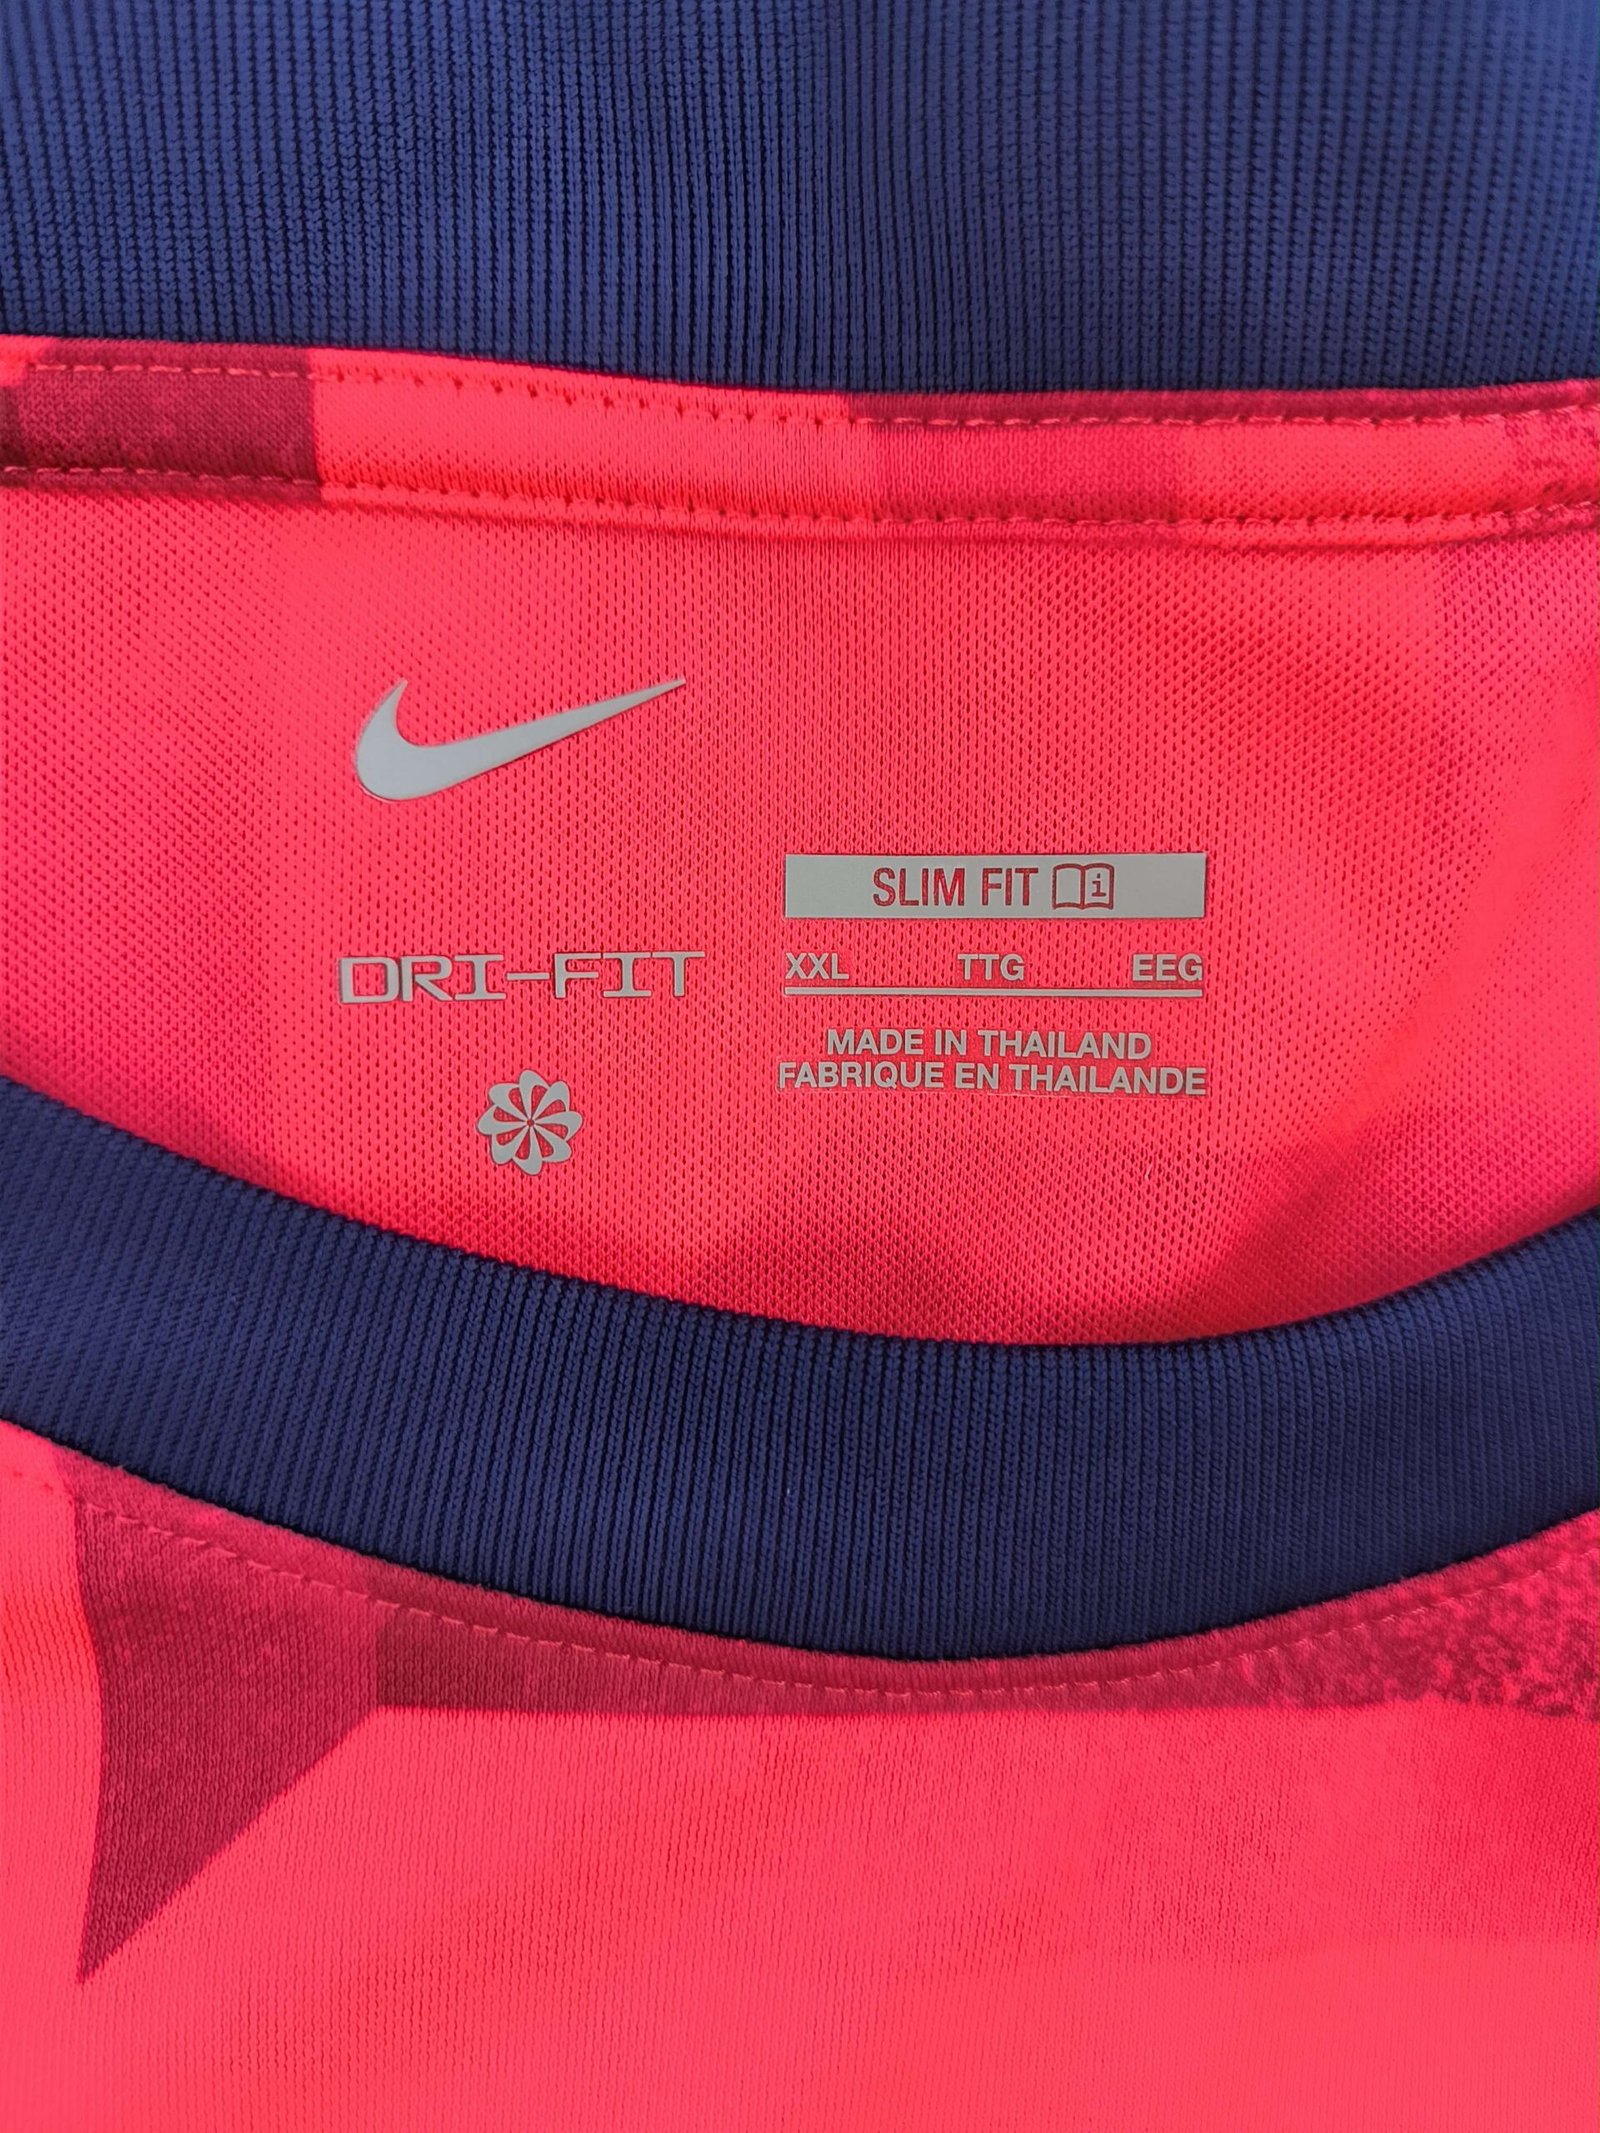 SLIM FIT
DRI-FIT
XXL TTG EEG
MADE IN THAILAND
FABRIQUE EN THAILANDE